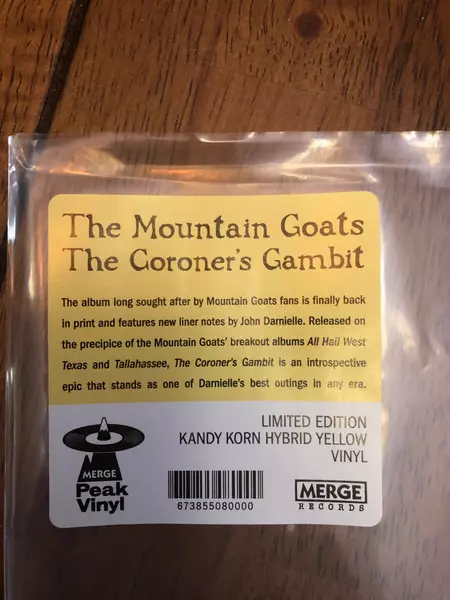 The Mountain Goats
The Coroner's Gambit
The album long sought after by Mountain Goats fans is finally back
in print and features new liner notes by John Darnielle. Released on
the precipice of the Mountain Goats' breakout albums All Hail West
Texas and Tallahassee, The Coroner's Gambit is an introspective
epic that stands as one of Darnielle's best outings in any era.
LIMITED EDITION
KANDY KORN HYBRID YELLOW
VINYL
MERGE
Peak
Vinyl
673855080000
MERGE
RECORDS